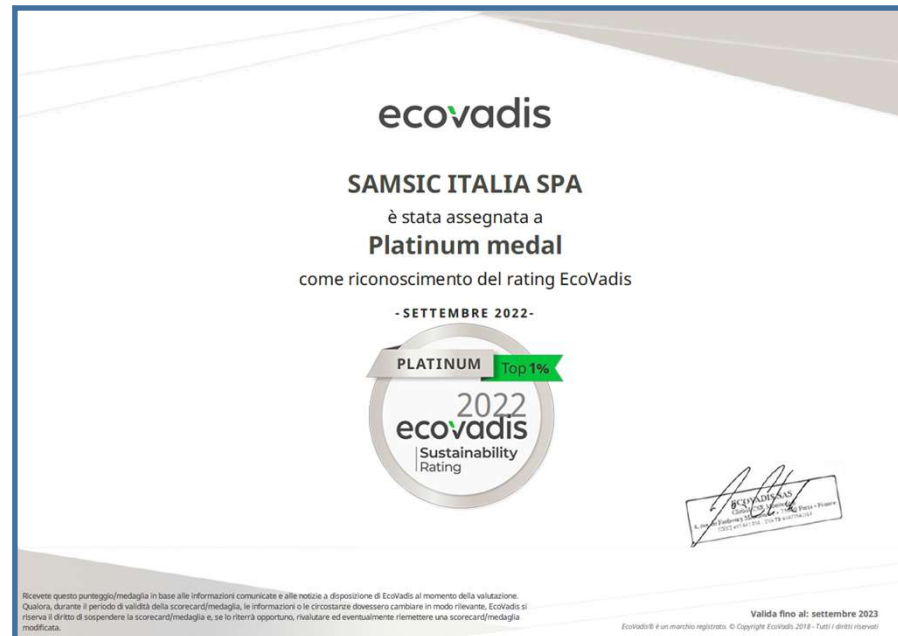 ecovadis
SAMSIC ITALIA SPA
è stata assegnata a
Platinum medal
come riconoscimento del rating EcoVadis
- SETTEMBRE 2022-
PLATINUM
Top 1%
2022
ecovadis
Sustainability
Rating
ECOVADIS SAS
Ricevete questo punteggio/medaglia in base alle informazioni comunicate e alle notizie a disposizione di EcoVadis al momento della valutazione.
Qualora, durante il periodo di validità della scorecard/medaglia, le informazioni o le circostanze dovessero cambiare in modo rilevante, EcoVadis si
riserva il diritto di sospendere la scorecard/medaglia e, se lo riterrà opportuno, rivalutare ed eventualmente riemettere una scorecard/medaglia
modificata.
Valida fino al: settembre 2023
EcoVadis® è un marchio registrato. © Copyright EcoVadis 2018 - Tutti i diritti riservati